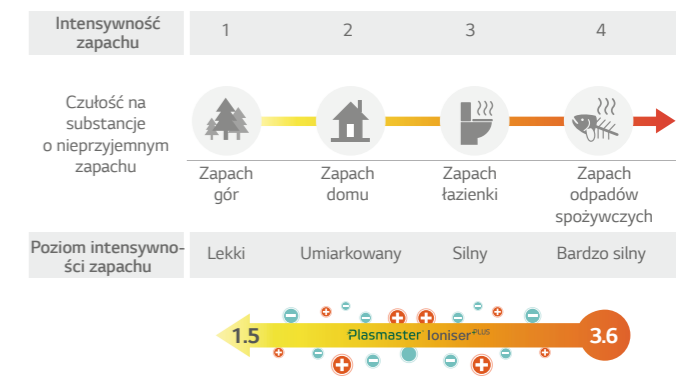 Intensywność
zapachu
1 2 3 4
Czułość na
substancje
o nieprzyjemnym
zapachu
Zapach
gór
Zapach
domu
Zapach
łazienki
Zapach
odpadów
spożywczych
Poziom intensywno-
ści zapachu
Lekki Umiarkowany Silny Bardzo silny
1.5 Plasmaster Ioniser PLUS 3.6